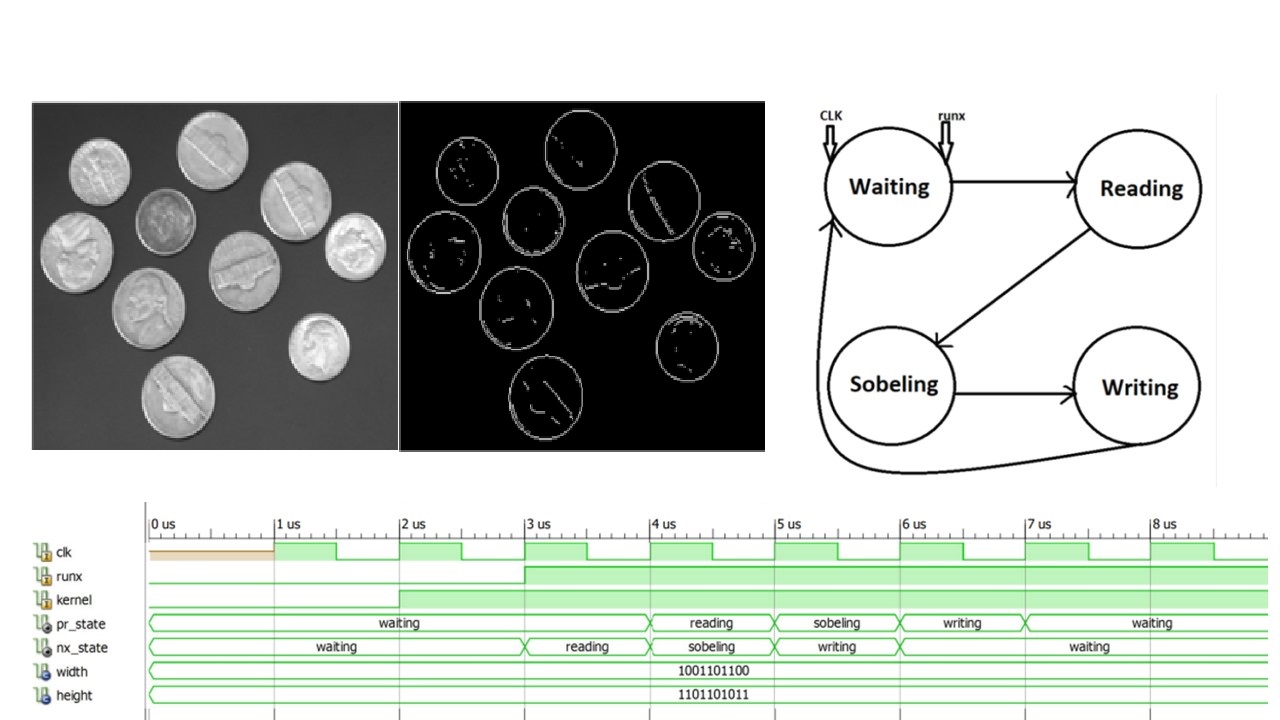 CLK
runx
Waiting
Reading
Sobeling
Writing
0 us 1 us 2 us 3 us 4 us 5 us 6 us 7 us 8 us
clk
runx
kernel
pr_state waiting reading sobeling writing waiting
nx_state waiting reading sobeling writing waiting
width 1001101100
height 1101101011